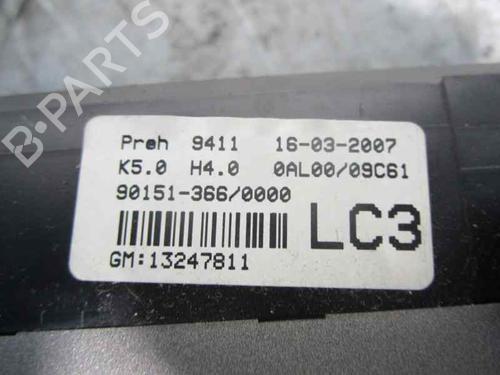 Preh 9411 16-03-2007
K5.0 H4.0 0AL00/09C61
90151-366/0000
LC3
GM:13247811
B-PARTS